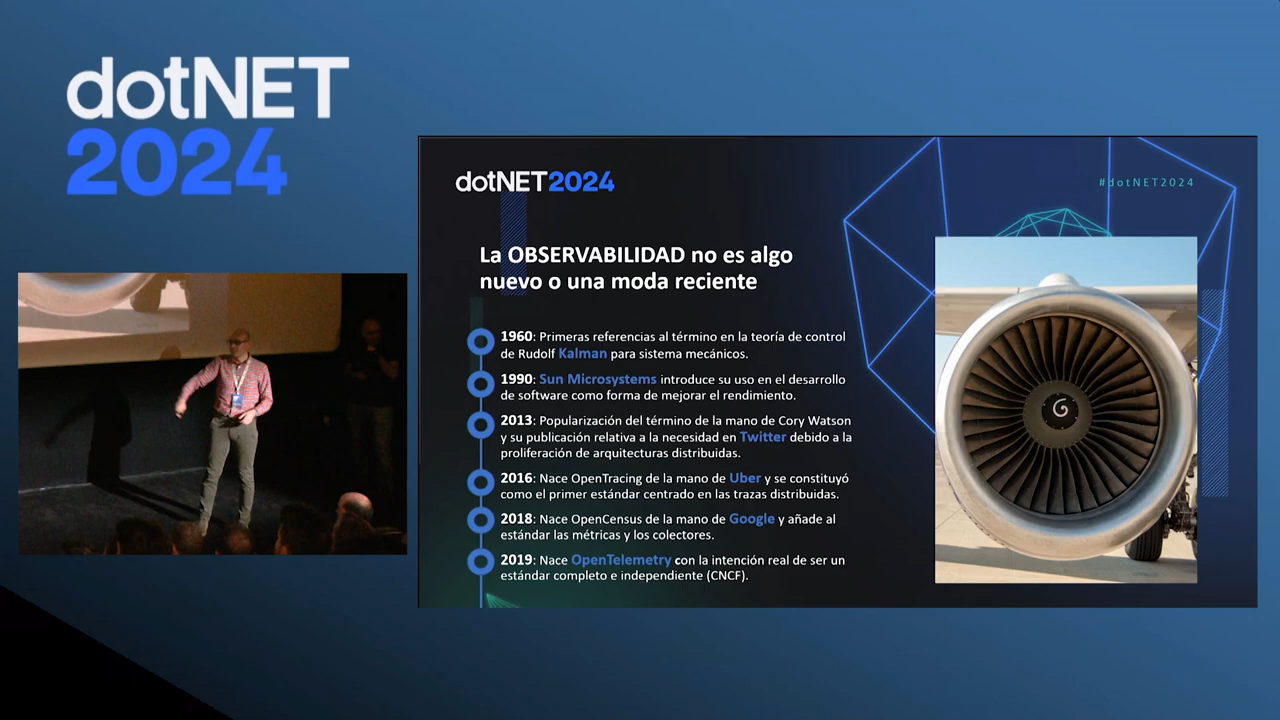 dotNET
2024
dotNET2024
#dotNET2024
La OBSERVABILIDAD no es algo
nuevo o una moda reciente
1960: Primeras referencias al término en la teoría de control
de Rudolf Kalman para sistema mecánicos.
1990: Sun Microsystems introduce su uso en el desarrollo
de software como forma de mejorar el rendimiento.
2013: Popularización del término de la mano de Cory Watson
y su publicación relativa a la necesidad en Twitter debido a la
proliferación de arquitecturas distribuidas.
2016: Nace OpenTracing de la mano de Uber y se constituyó
como el primer estándar centrado en las trazas distribuidas.
2018: Nace OpenCensus de la mano de Google y añade al
estándar las métricas y los colectores.
2019: Nace OpenTelemetry con la intención real de ser un
estándar completo e independiente (CNCF).